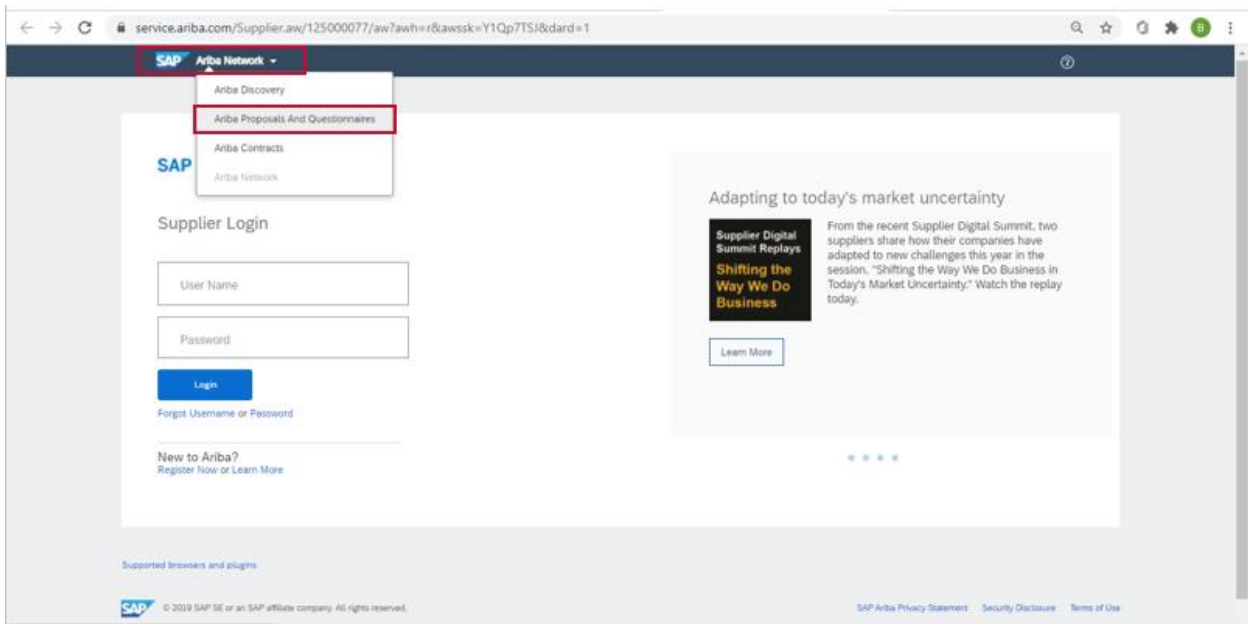 service.ariba.com/Supplier.aw/125000077/aw?awh=r&awssk=Y1Qp7TSJ&dard=1
SAP Ariba Network
Ariba Discovery
Ariba Proposals And Questionnaires
Ariba Contracts
Ariba Network
SAP
Supplier Login
User Name
Password
Login
Forgot Username or Password
New to Ariba?
Register Now or Learn More
Adapting to today's market uncertainty
Supplier Digital
Summit Replays
Shifting the
Way We Do
Business
From the recent Supplier Digital Summit, two
suppliers share how their companies have
adapted to new challenges this year in the
session, "Shifting the Way We Do Business in
Today's Market Uncertainty." Watch the replay
today.
Learn More
Supported browsers and plugins
SAP © 2019 SAP SE or an SAP affiliate company. All rights reserved.
SAP Ariba Privacy Statement Security Disclosure Terms of Use